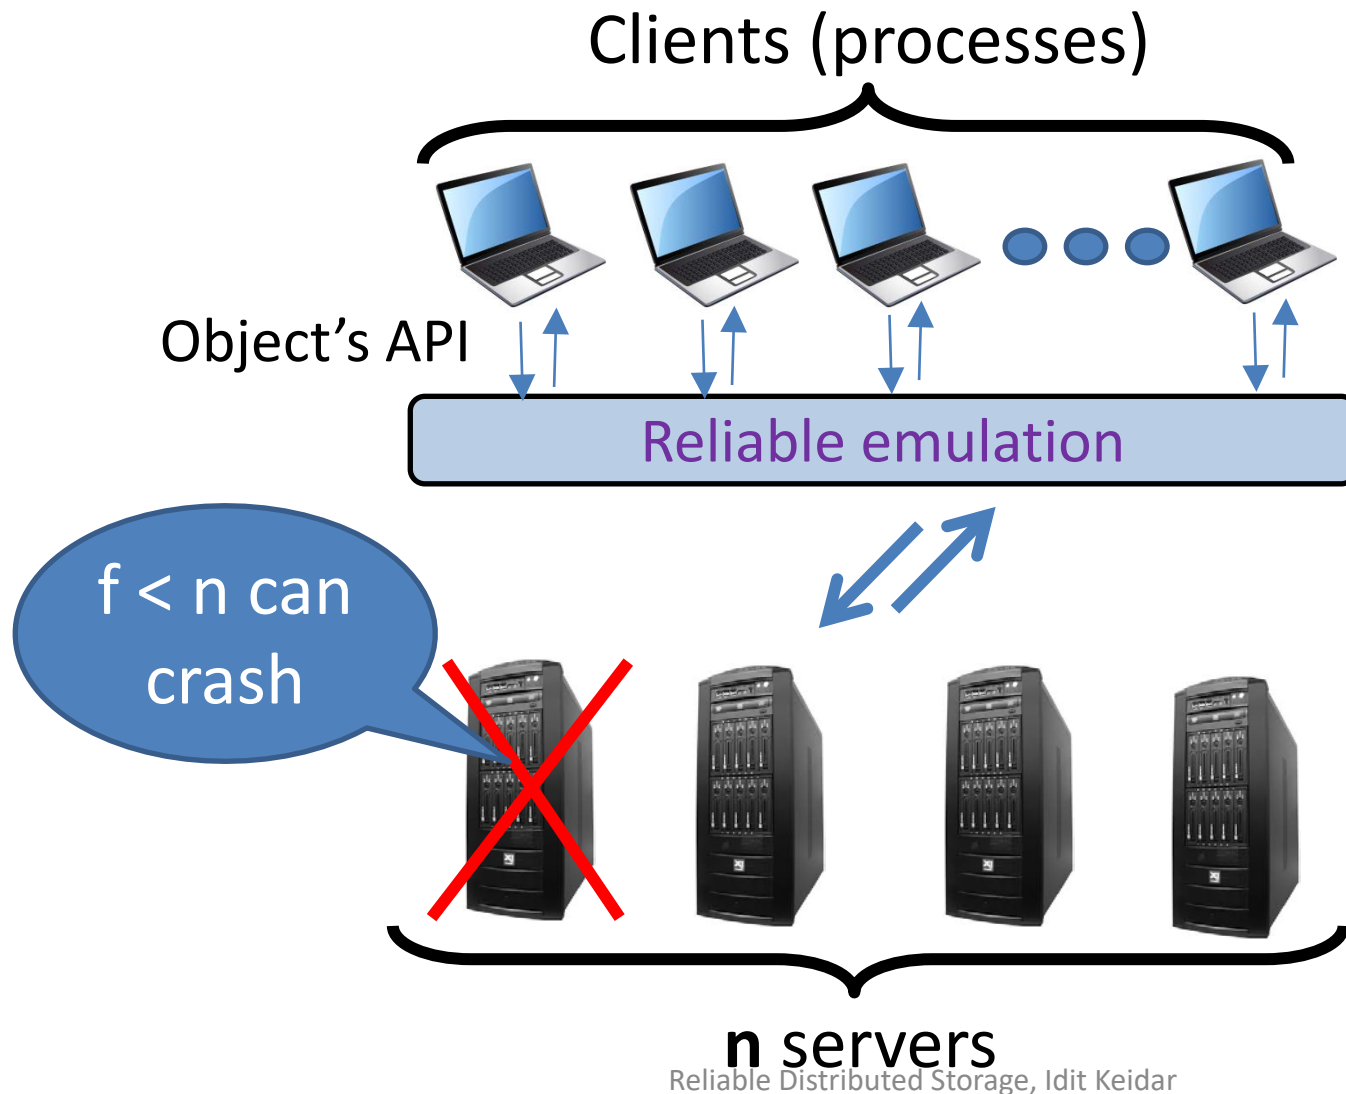 Clients (processes)
Object’s API
Reliable emulation
f < n can
crash
n servers
Reliable Distributed Storage, Idit Keidar